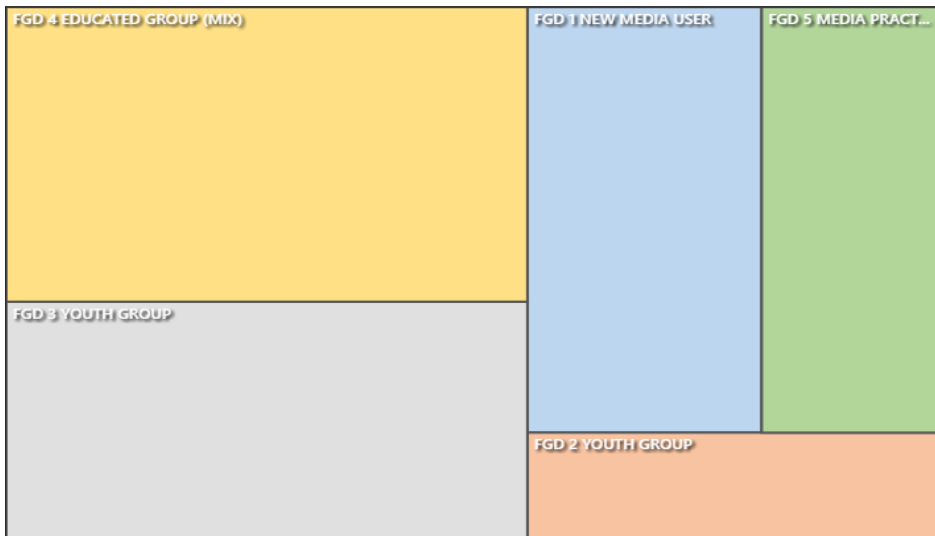 FGD 4 EDUCATED GROUP (MIX)
FGD 1 NEW MEDIA USER
FGD 5 MEDIA PRACT...
FGD 3 YOUTH GROUP
FGD 2 YOUTH GROUP